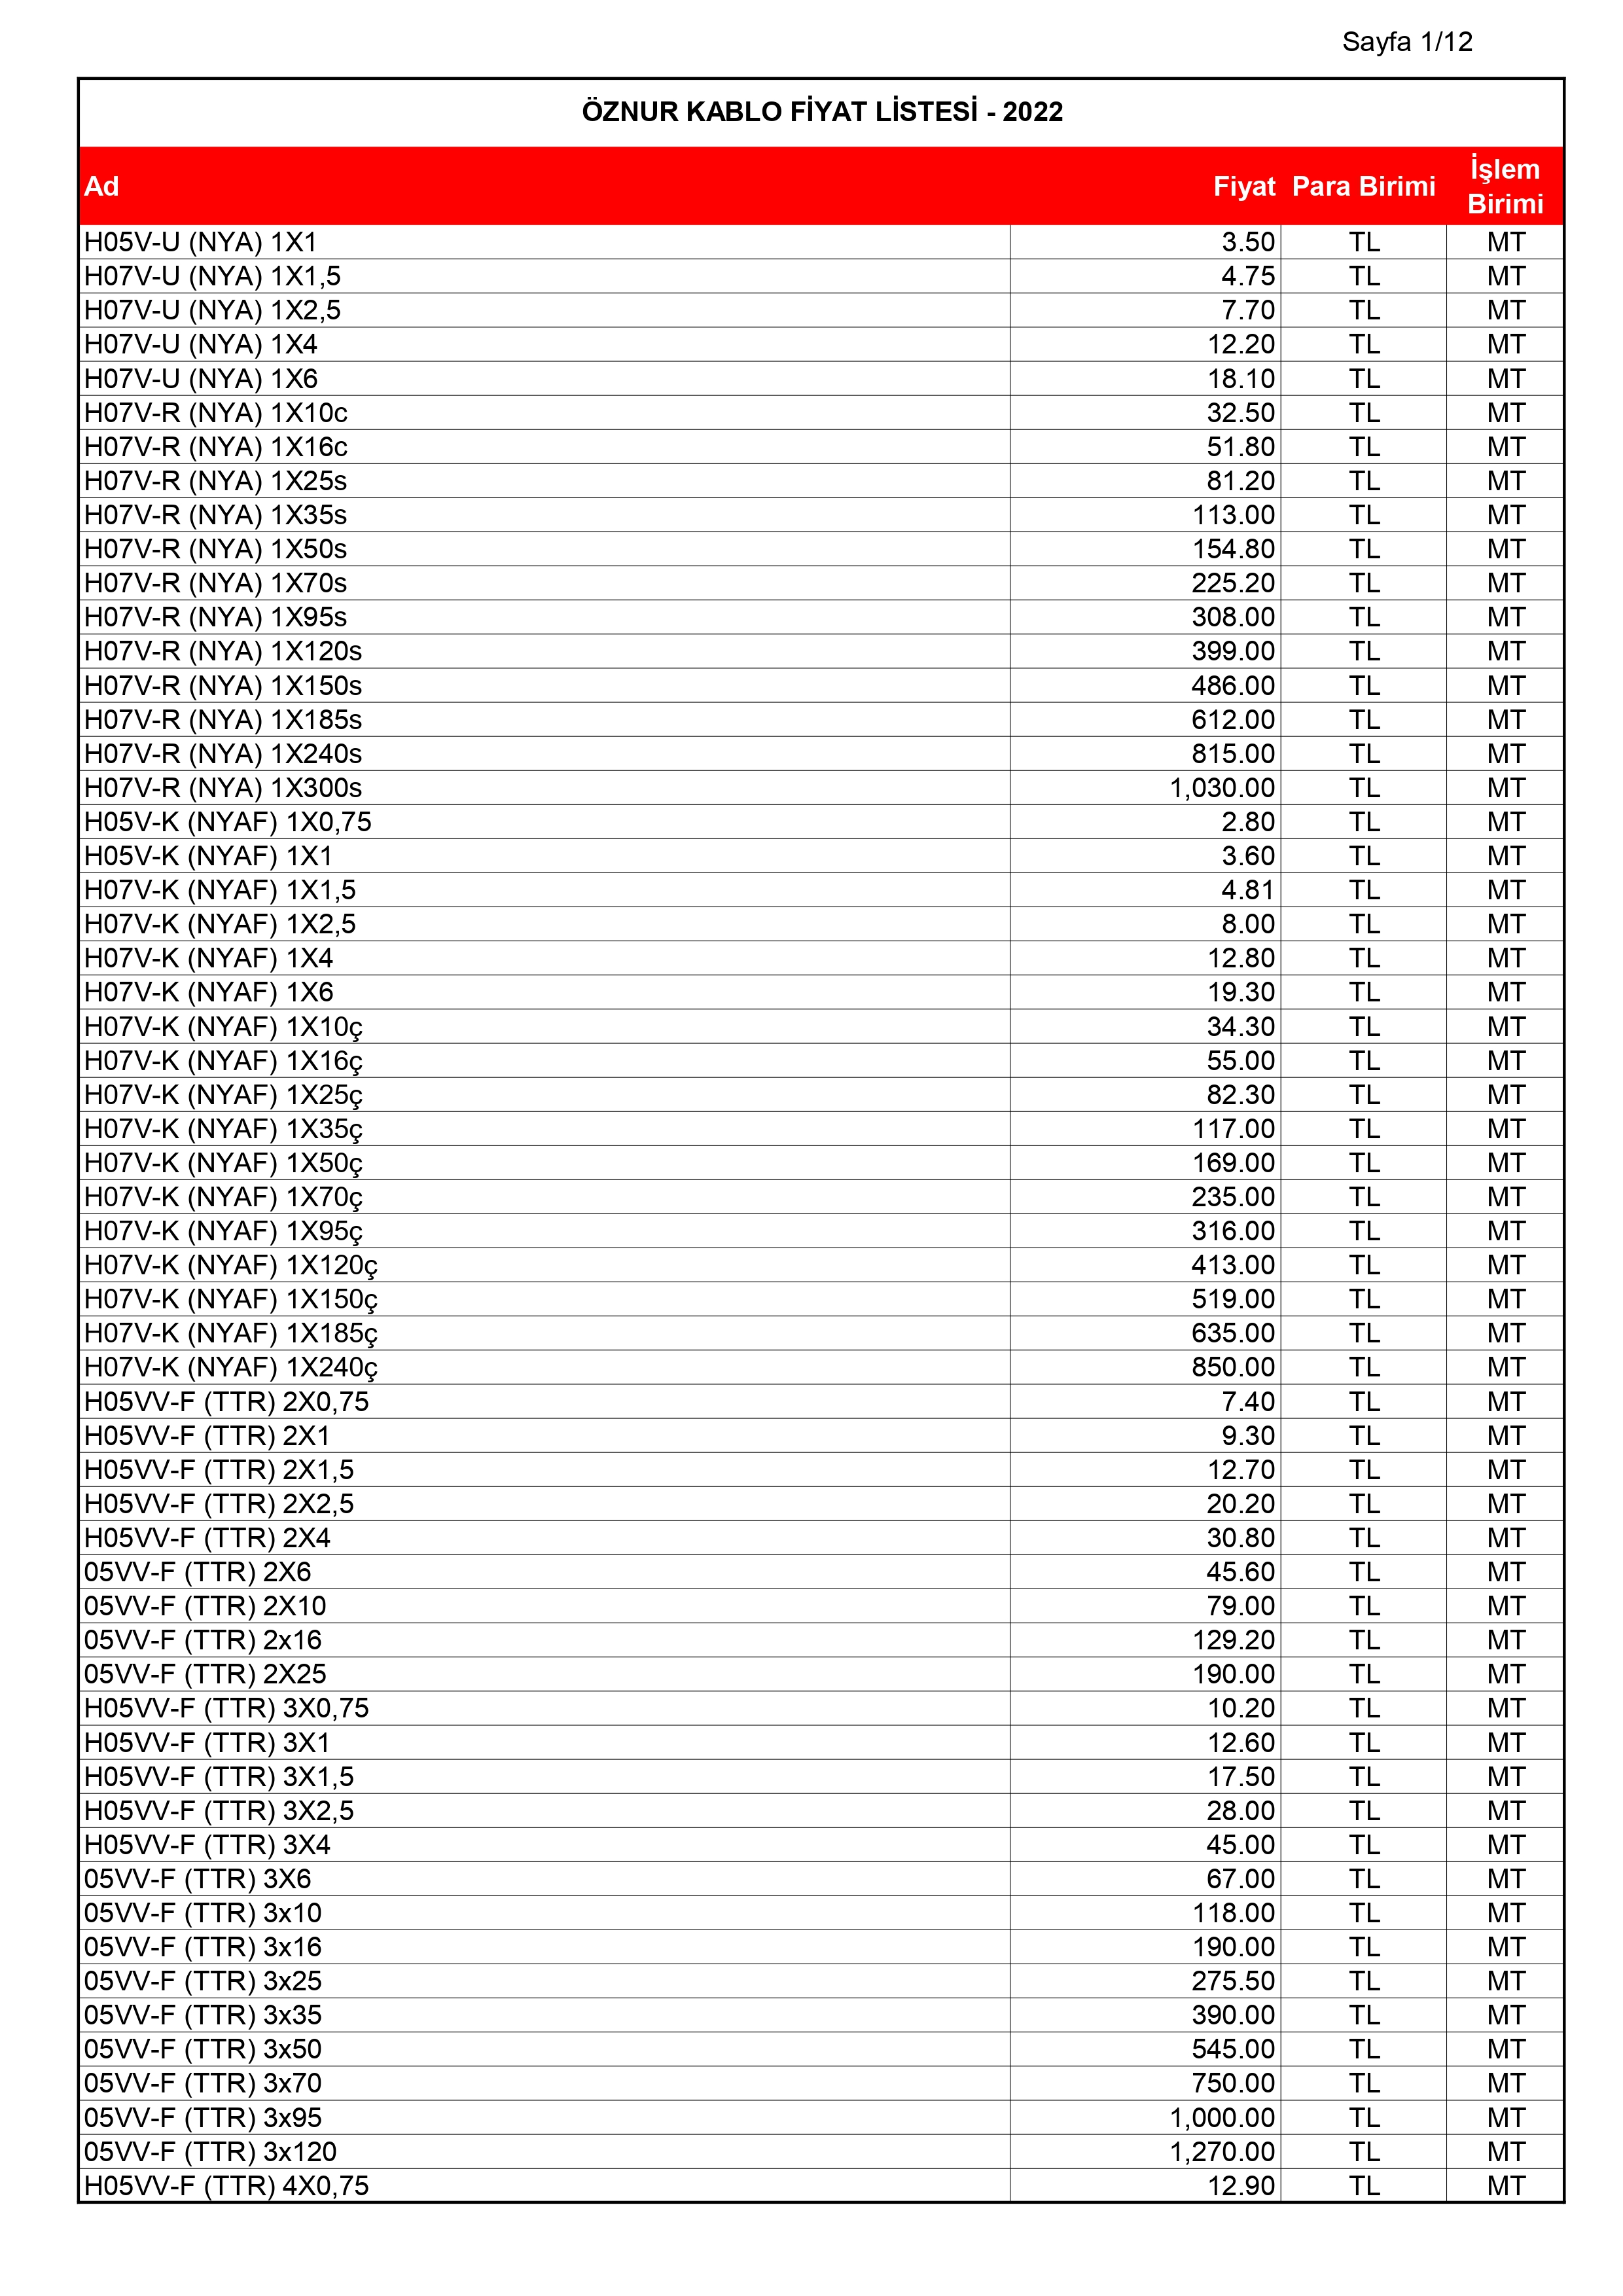 Sayfa 1/12
ÖZNUR KABLO FİYAT LİSTESİ - 2022
Ad Fiyat Para Birimi İşlem Birimi
H05V-U (NYA) 1X1 3.50 TL MT
H07V-U (NYA) 1X1,5 4.75 TL MT
H07V-U (NYA) 1X2,5 7.70 TL MT
H07V-U (NYA) 1X4 12.20 TL MT
H07V-U (NYA) 1X6 18.10 TL MT
H07V-R (NYA) 1X10c 32.50 TL MT
H07V-R (NYA) 1X16c 51.80 TL MT
H07V-R (NYA) 1X25s 81.20 TL MT
H07V-R (NYA) 1X35s 113.00 TL MT
H07V-R (NYA) 1X50s 154.80 TL MT
H07V-R (NYA) 1X70s 225.20 TL MT
H07V-R (NYA) 1X95s 308.00 TL MT
H07V-R (NYA) 1X120s 399.00 TL MT
H07V-R (NYA) 1X150s 486.00 TL MT
H07V-R (NYA) 1X185s 612.00 TL MT
H07V-R (NYA) 1X240s 815.00 TL MT
H07V-R (NYA) 1X300s 1,030.00 TL MT
H05V-K (NYAF) 1X0,75 2.80 TL MT
H05V-K (NYAF) 1X1 3.60 TL MT
H07V-K (NYAF) 1X1,5 4.81 TL MT
H07V-K (NYAF) 1X2,5 8.00 TL MT
H07V-K (NYAF) 1X4 12.80 TL MT
H07V-K (NYAF) 1X6 19.30 TL MT
H07V-K (NYAF) 1X10ç 34.30 TL MT
H07V-K (NYAF) 1X16ç 55.00 TL MT
H07V-K (NYAF) 1X25ç 82.30 TL MT
H07V-K (NYAF) 1X35ç 117.00 TL MT
H07V-K (NYAF) 1X50ç 169.00 TL MT
H07V-K (NYAF) 1X70ç 235.00 TL MT
H07V-K (NYAF) 1X95ç 316.00 TL MT
H07V-K (NYAF) 1X120ç 413.00 TL MT
H07V-K (NYAF) 1X150ç 519.00 TL MT
H07V-K (NYAF) 1X185ç 635.00 TL MT
H07V-K (NYAF) 1X240ç 850.00 TL MT
H05VV-F (TTR) 2X0,75 7.40 TL MT
H05VV-F (TTR) 2X1 9.30 TL MT
H05VV-F (TTR) 2X1,5 12.70 TL MT
H05VV-F (TTR) 2X2,5 20.20 TL MT
H05VV-F (TTR) 2X4 30.80 TL MT
05VV-F (TTR) 2X6 45.60 TL MT
05VV-F (TTR) 2X10 79.00 TL MT
05VV-F (TTR) 2x16 129.20 TL MT
05VV-F (TTR) 2X25 190.00 TL MT
H05VV-F (TTR) 3X0,75 10.20 TL MT
H05VV-F (TTR) 3X1 12.60 TL MT
H05VV-F (TTR) 3X1,5 17.50 TL MT
H05VV-F (TTR) 3X2,5 28.00 TL MT
H05VV-F (TTR) 3X4 45.00 TL MT
05VV-F (TTR) 3X6 67.00 TL MT
05VV-F (TTR) 3x10 118.00 TL MT
05VV-F (TTR) 3x16 190.00 TL MT
05VV-F (TTR) 3x25 275.50 TL MT
05VV-F (TTR) 3x35 390.00 TL MT
05VV-F (TTR) 3x50 545.00 TL MT
05VV-F (TTR) 3x70 750.00 TL MT
05VV-F (TTR) 3x95 1,000.00 TL MT
05VV-F (TTR) 3x120 1,270.00 TL MT
H05VV-F (TTR) 4X0,75 12.90 TL MT